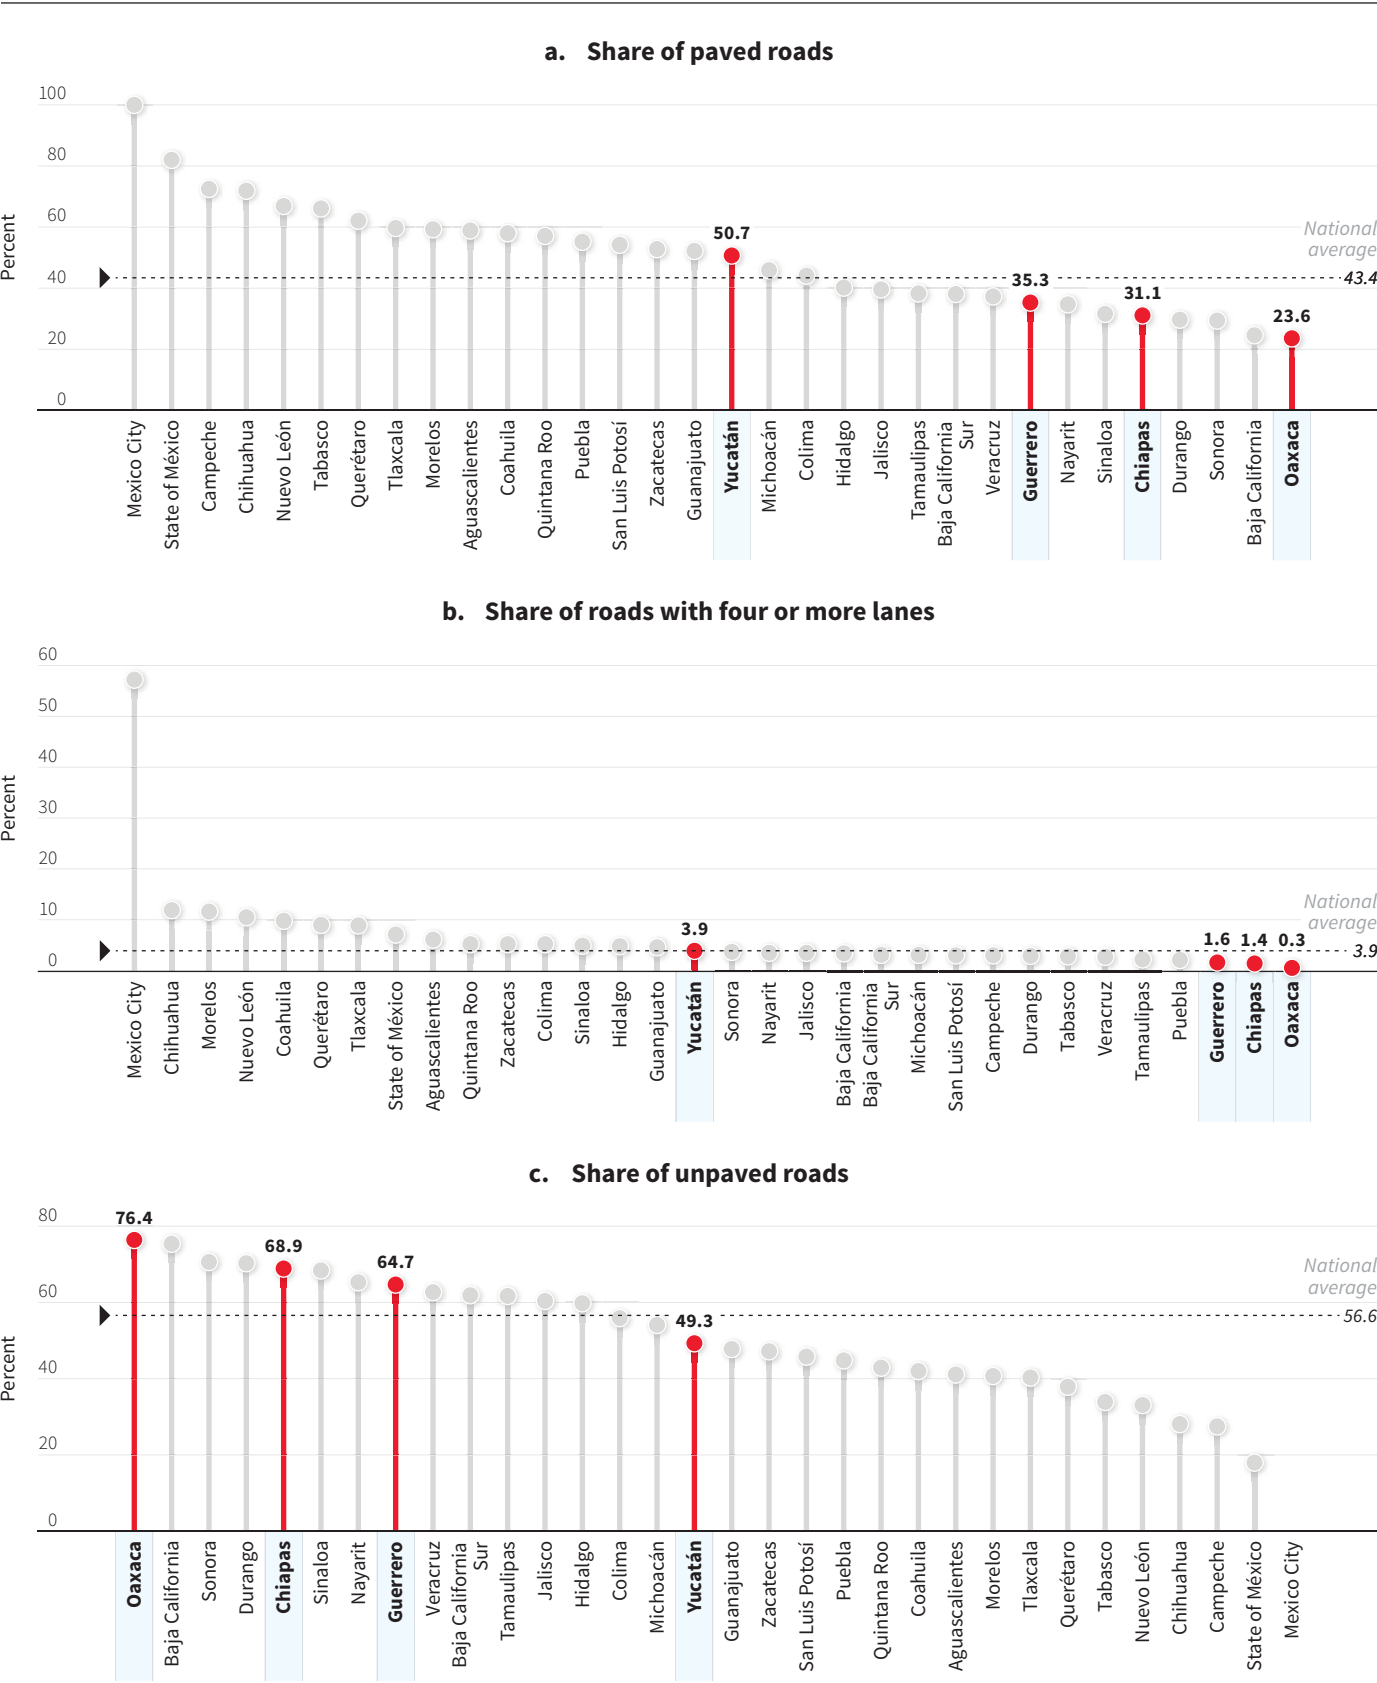 a. Share of paved roads
Percent
100
80
60
40
20
0
50.7
35.3
31.1
23.6
National
average
43.4
Mexico City
State of México
Campeche
Chihuahua
Nuevo León
Tabasco
Querétaro
Tlaxcala
Morelos
Aguascalientes
Coahuila
Quintana Roo
Puebla
San Luis Potosí
Zacatecas
Guanajuato
Yucatán
Michoacán
Colima
Hidalgo
Jalisco
Tamaulipas
Baja California
Sur
Veracruz
Guerrero
Nayarit
Sinaloa
Chiapas
Durango
Sonora
Baja California
Oaxaca
b. Share of roads with four or more lanes
Percent
60
50
40
30
20
10
0
3.9
1.6
1.4
0.3
National
average
3.9
Mexico City
Chihuahua
Morelos
Nuevo León
Coahuila
Querétaro
Tlaxcala
State of México
Aguascalientes
Quintana Roo
Zacatecas
Colima
Sinaloa
Hidalgo
Guanajuato
Yucatán
Sonora
Nayarit
Jalisco
Baja California
Baja California
Sur
Michoacán
San Luis Potosí
Campeche
Durango
Tabasco
Veracruz
Tamaulipas
Puebla
Guerrero
Chiapas
Oaxaca
c. Share of unpaved roads
Percent
80
60
40
20
0
76.4
68.9
64.7
49.3
National
average
56.6
Oaxaca
Baja California
Sonora
Durango
Chiapas
Sinaloa
Nayarit
Guerrero
Veracruz
Baja California
Sur
Tamaulipas
Jalisco
Hidalgo
Colima
Michoacán
Yucatán
Guanajuato
Zacatecas
San Luis Potosí
Puebla
Quintana Roo
Coahuila
Aguascalientes
Morelos
Tlaxcala
Querétaro
Tabasco
Nuevo León
Chihuahua
Campeche
State of México
Mexico City